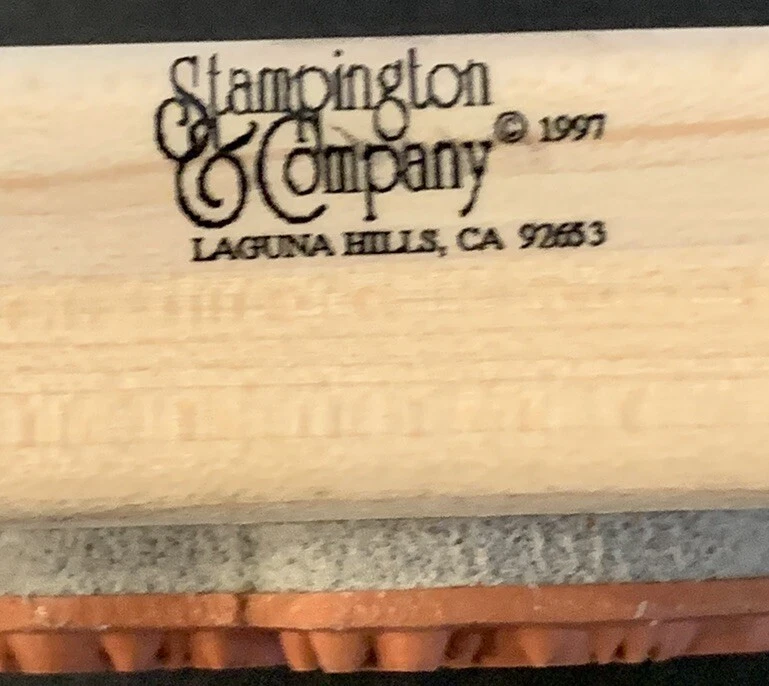 Stampington
& Company © 1997
LAGUNA HILLS, CA 92653